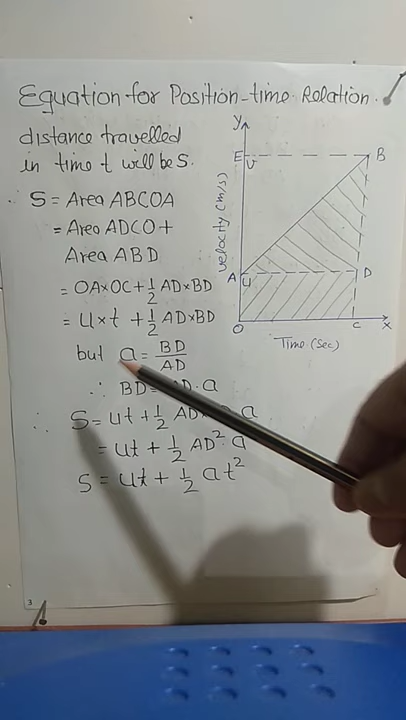 Equation for Position-time Relation.
distance travelled
in time t will be S.
∴ S = Area ABCOA
= Area ADCO +
Area ABD
= OA×OC + 1/2 AD×BD
= u×t + 1/2 AD×BD
but a = BD/AD
∴ BD = AD·a
∴ S = ut + 1/2 AD a
= ut + 1/2 AD²·a
S = ut + 1/2 at²
y
E
V
B
velocity (m/s)
A
u
D
O
C
x
Time (sec)
3